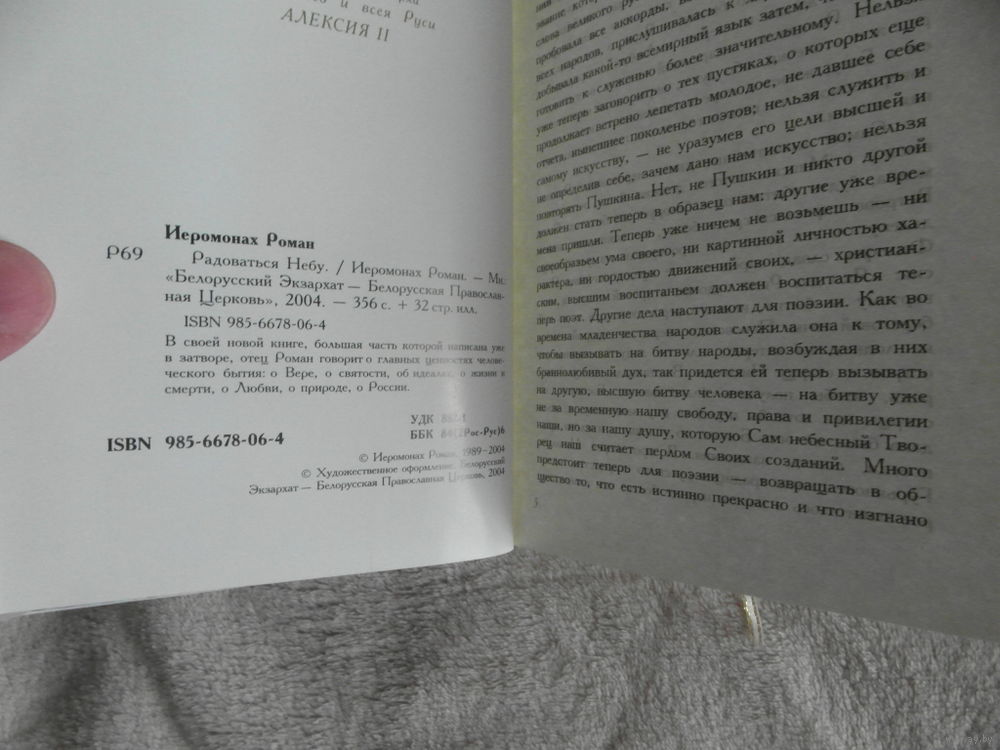 и всея Руси
АЛЕКСИЯ II
Р69
Иеромонах Роман
Радоваться Небу. / Иеромонах Роман. — Мн.:
«Белорусский Экзархат — Белорусская Православ-
ная Церковь», 2004. — 356 с. + 32 стр. илл.
ISBN 985-6678-06-4
В своей новой книге, большая часть которой написана уже
в затворе, отец Роман говорит о главных ценностях челове-
ческого бытия: о Вере, о святости, об идеалах, о жизни и
смерти, о Любви, о природе, о России.
УДК
ББК 84(2Рос-Рус)6
ISBN 985-6678-06-4
© Иеромонах Роман, 1989-2004
© Художественное оформление. Белорусский
Экзархат — Белорусская Православная Церковь, 2004
слова великого
пробовала все аккорды,
всех народов, прислушивалась к
добывала какой-то всемирный язык затем,
готовить к служенью более значительному. Нельзя
уже теперь заговорить о тех пустяках, о которых еще
продолжает ветрено лепетать молодое, не давшее себе
отчета, нынешнее поколенье поэтов; нельзя служить и
самому искусству, — не уразумев его цели высшей и
не определив себе, зачем дано нам искусство; нельзя
повторять Пушкина. Нет, не Пушкин и никто другой
должен стать теперь в образец нам: другие уже вре-
мена пришли. Теперь уже ничем не возьмешь — ни
своеобразьем ума своего, ни картинной личностью ха-
рактера, ни гордостью движений своих, — христиан-
ским, высшим воспитаньем должен воспитаться те-
перь поэт. Другие дела наступают для поэзии. Как во
времена младенчества народов служила она к тому,
чтобы вызывать на битву народы, возбуждая в них
браннолюбивый дух, так придется ей теперь вызывать
на другую, высшую битву человека — на битву уже
не за временную нашу свободу, права и привилегии
наши, но за нашу душу, которую Сам небесный Тво-
рец наш считает перлом Своих созданий. Много
предстоит теперь для поэзии — возвращать в об-
щество то, что есть истинно прекрасно и что изгнано
5